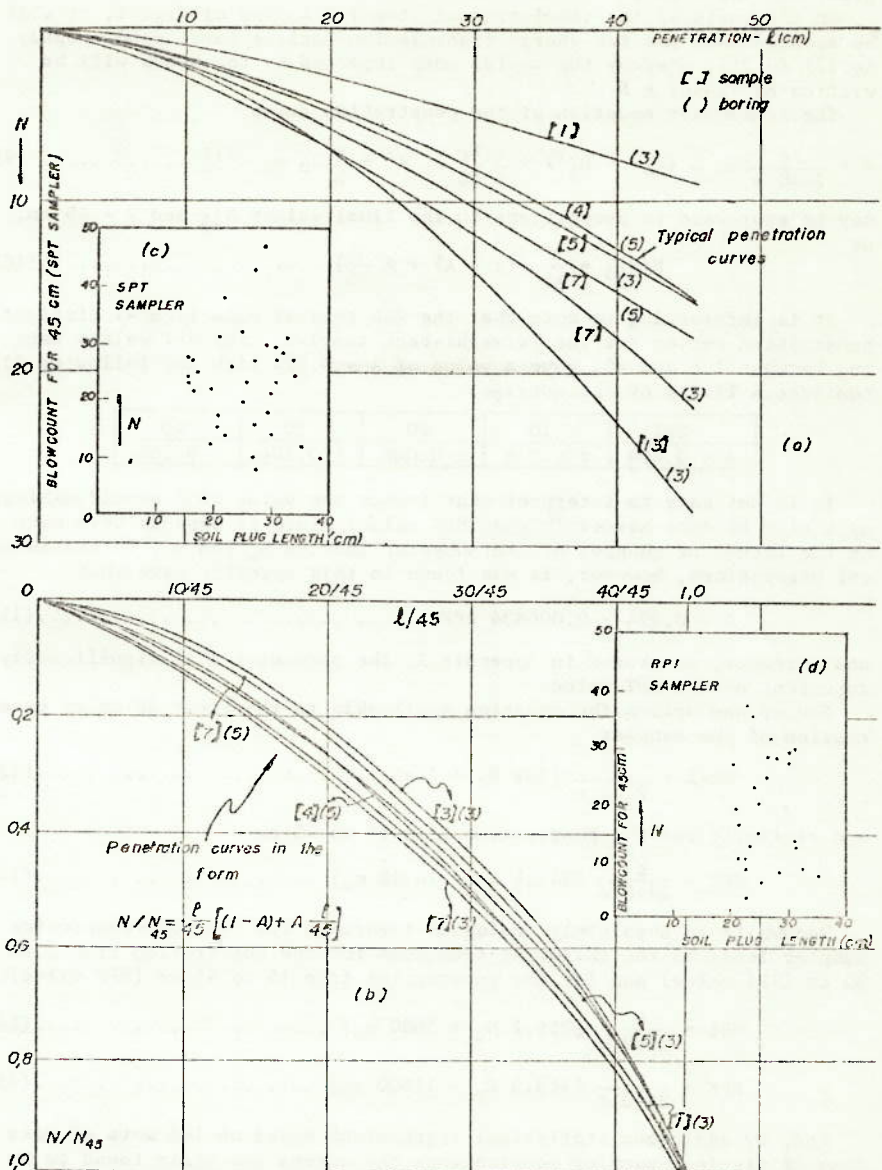 10 20 30 40 50
PENETRATION- ℓ(cm)
[ ] sample
( ) boring
N
[1] (3)
10
(4)
(5)
[5] (3)
[7] (5)
[7]
(3)
[3]
(3)
Typical penetration
curves
20
(a)
30
(c)
SPT
SAMPLER
BLOWCOUNT FOR 45 cm (SPT SAMPLER)
N
50
40
30
20
10
0
10 20 30 40
SOIL PLUG LENGTH (cm)
0 10/45 20/45 30/45 40/45 1,0
ℓ/45
0,2
[7](5)
[4](5) [3](3)
0,4
Penetration curves in the
form
N/N45 = ℓ/45 [(1-A)+ A ℓ/45]
[7](3)
0,6
(b)
[5](3)
0,8
[1](3)
N/N45
1,0
RPI
SAMPLER
(d)
BLOWCOUNT FOR 45cm
N
50
40
30
20
10
0
10 20 30 40
SOIL PLUG LENGTH (cm)